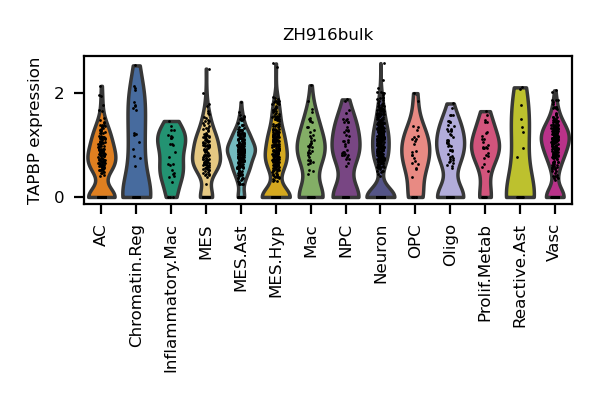 ZH916bulk
TAPBP expression
2
0
AC
Chromatin.Reg
Inflammatory.Mac
MES
MES.Ast
MES.Hyp
Mac
NPC
Neuron
OPC
Oligo
Prolif.Metab
Reactive.Ast
Vasc